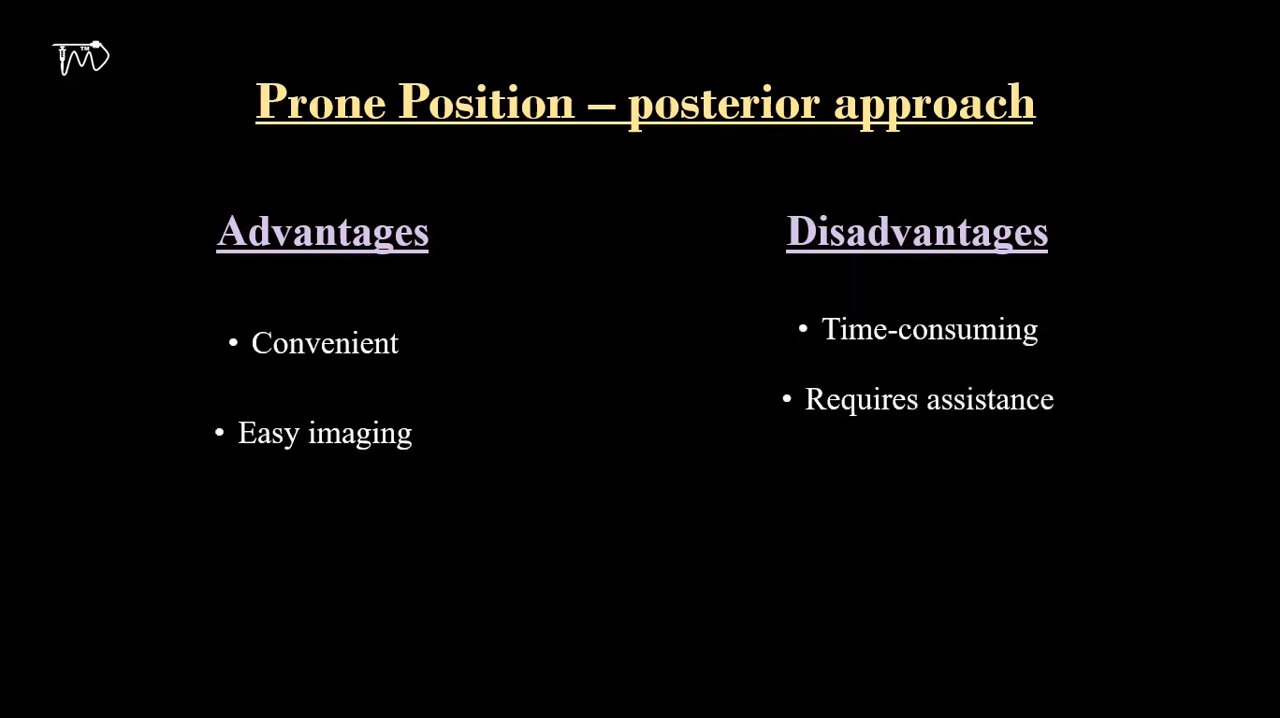 Prone Position – posterior approach
Advantages
Disadvantages
• Convenient
• Easy imaging
• Time-consuming
• Requires assistance